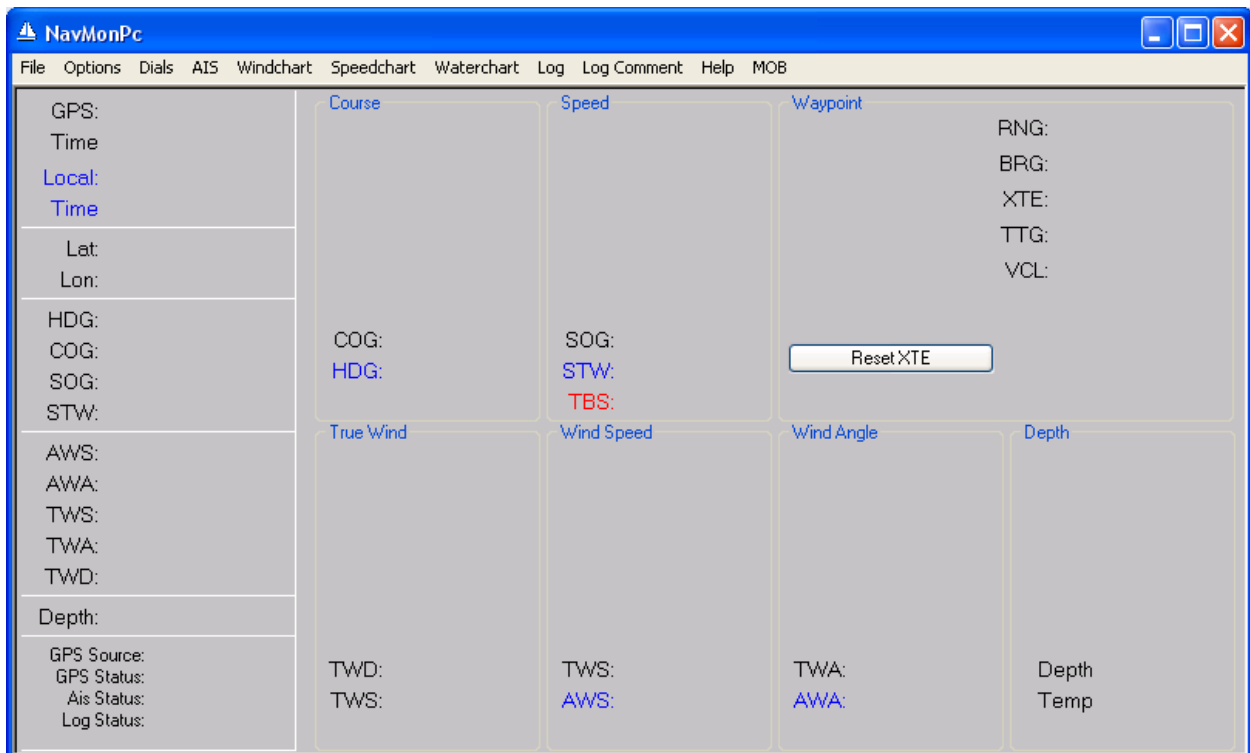 NavMonPc
File Options Dials AIS Windchart Speedchart Waterchart Log Log Comment Help MOB
GPS:
Time
Local:
Time
Lat:
Lon:
HDG:
COG:
SOG:
STW:
AWS:
AWA:
TWS:
TWA:
TWD:
Depth:
GPS Source:
GPS Status:
Ais Status:
Log Status:
Course
COG:
HDG:
Speed
SOG:
STW:
TBS:
Waypoint
RNG:
BRG:
XTE:
TTG:
VCL:
Reset XTE
True Wind
TWD:
TWS:
Wind Speed
TWS:
AWS:
Wind Angle
TWA:
AWA:
Depth
Depth
Temp